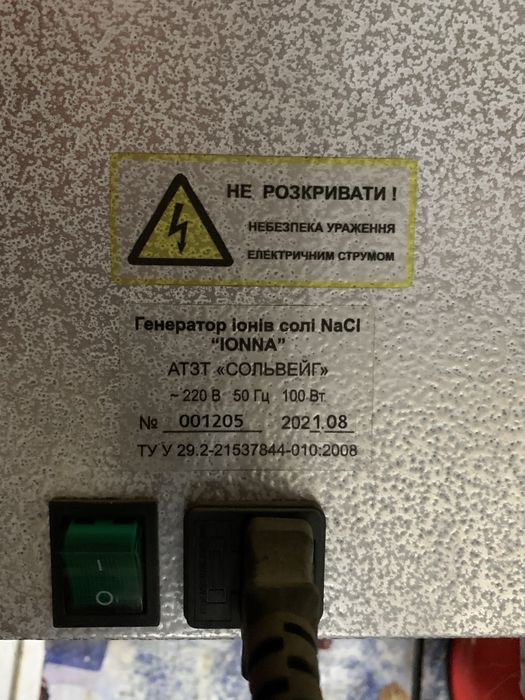 НЕ РОЗКРИВАТИ !
НЕБЕЗПЕКА УРАЖЕННЯ
ЕЛЕКТРИЧНИМ СТРУМОМ
Генератор іонів солі NaCl
“IONNA”
АТЗТ «СОЛЬВЕЙГ»
~ 220 В 50 Гц 100 Вт
№ 001205 2021.08
ТУ У 29.2-21537844-010:2008